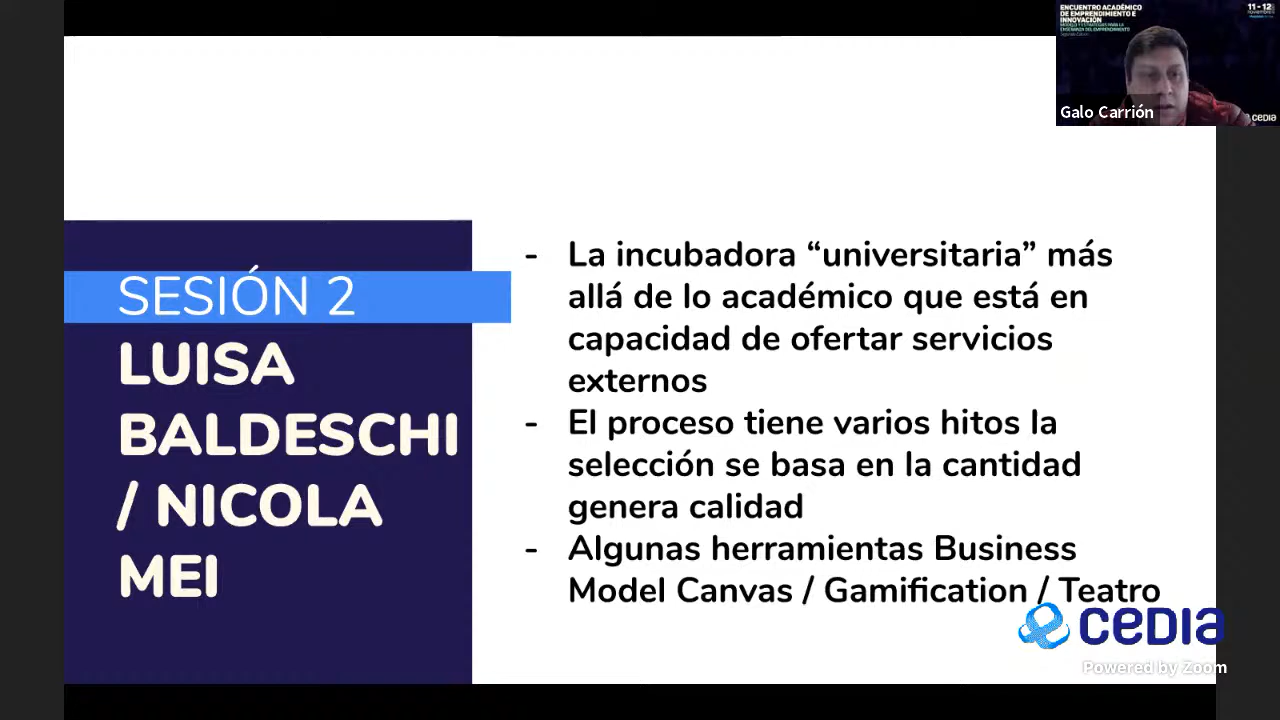 ENCUENTRO ACADÉMICO
DE EMPRENDIMIENTO E
INNOVACIÓN
11 - 12
Galo Carrión
CEDIA
SESIÓN 2
LUISA
BALDESCHI
/ NICOLA
MEI
- La incubadora “universitaria” más
allá de lo académico que está en
capacidad de ofertar servicios
externos
- El proceso tiene varios hitos la
selección se basa en la cantidad
genera calidad
- Algunas herramientas Business
Model Canvas / Gamification / Teatro
CEDIA
Powered by Zoom